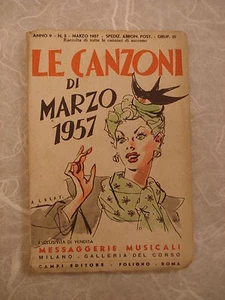 ANNO 9 - N. 3 - MARZO 1957 - SPEDIZ. ABBON. POST. - GRUP. III
Raccolta di tutte le canzoni di successo
LE CANZONI
DI
MARZO
1957
ESCLUSIVITÀ DI VENDITA
MESSAGGERIE MUSICALI
MILANO - GALLERIA DEL CORSO
CAMPI EDITORE - FOLIGNO - ROMA